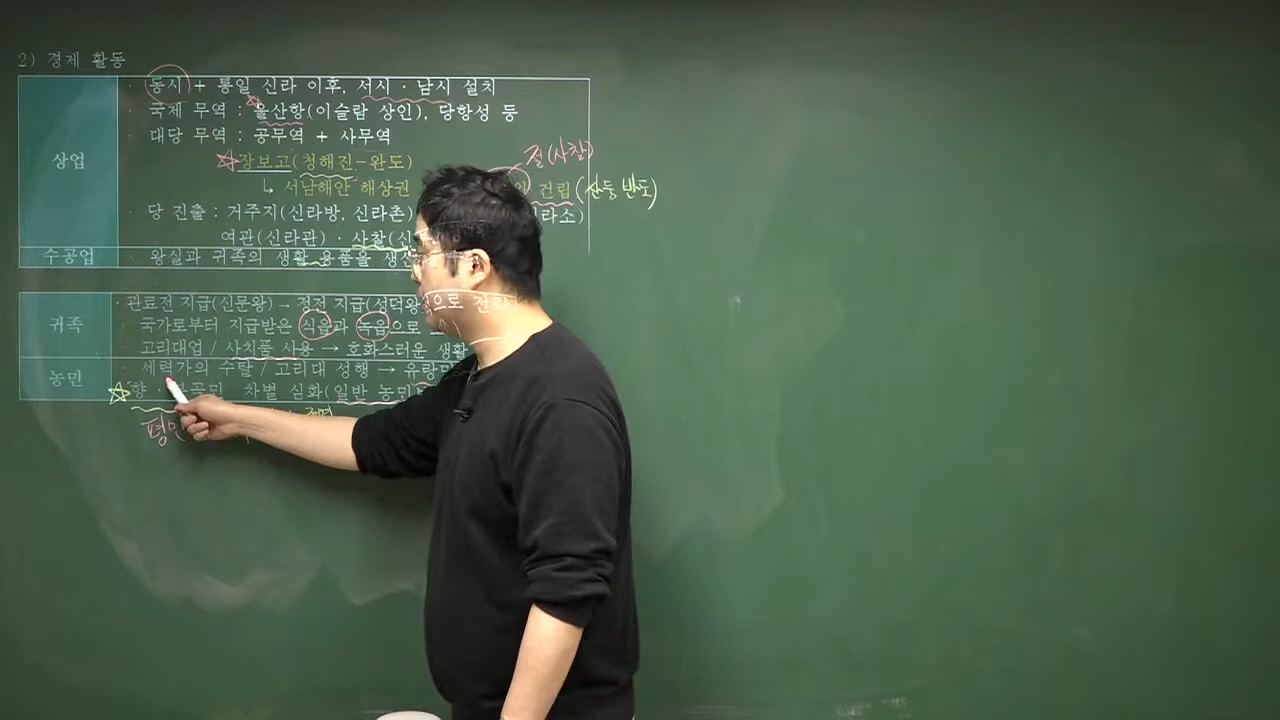 2) 경제 활동
상업
· 동시 + 통일 신라 이후, 서시 · 남시 설치
· 국제 무역 : 울산항(이슬람 상인), 당항성 등
· 대당 무역 : 공무역 + 사무역
절(사찰)
☆장보고(청해진-완도)
↳ 서남해안 해상권 건립(산둥 반도)
· 당 진출 : 거주지(신라방, 신라촌)
여관(신라관) · 사찰(신
수공업
· 왕실과 귀족의 생활 용품을 생산
귀족
· 관료전 지급(신문왕) → 정전 지급(성덕왕 으로 전
· 국가로부터 지급받은 식읍과 녹읍으로
· 고리대업 / 사치품 사용 → 호화스러운 생활
농민
· 세력가의 수탈 / 고리대 성행 → 유랑민
☆향 차별 심화(일반 농민